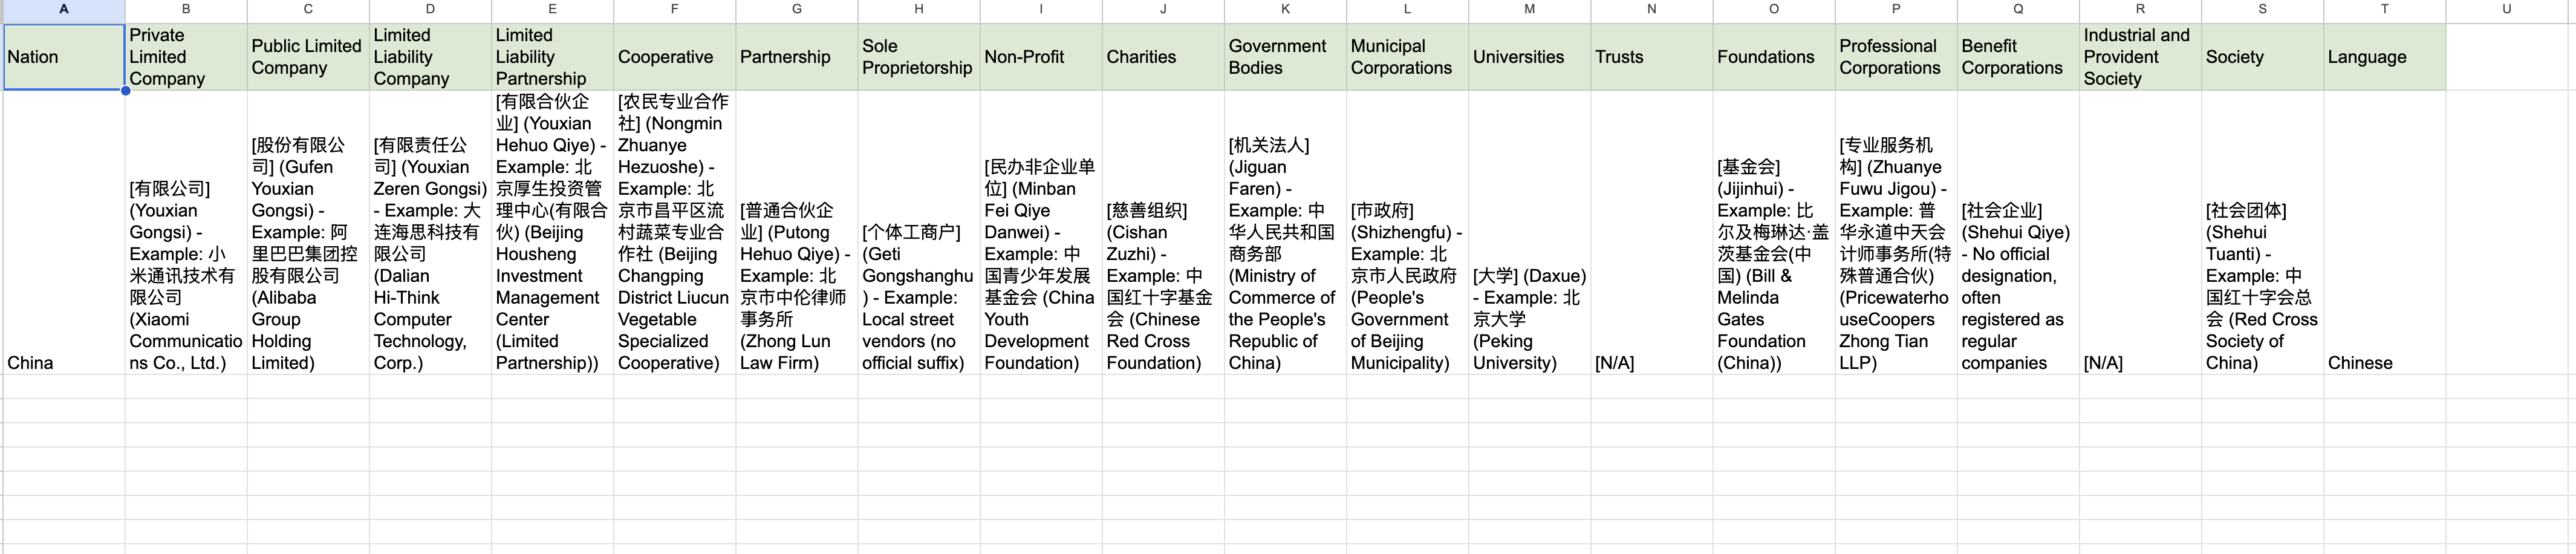 A B C D E F G H I J K L M N O P Q R S T U
Nation
Private
Limited
Company
Public Limited
Company
Limited
Liability
Company
Limited
Liability
Partnership
Cooperative
Partnership
Sole
Proprietorship
Non-Profit
Charities
Government
Bodies
Municipal
Corporations
Universities
Trusts
Foundations
Professional
Corporations
Benefit
Corporations
Industrial and
Provident
Society
Society
Language
China
[有限公司]
(Youxian
Gongsi) -
Example: 小
米通讯技术有
限公司
(Xiaomi
Communicatio
ns Co., Ltd.)
[股份有限公
司] (Gufen
Youxian
Gongsi) -
Example: 阿
里巴巴集团控
股有限公司
(Alibaba
Group
Holding
Limited)
[有限责任公
司] (Youxian
Zeren Gongsi)
- Example: 大
连海思科技有
限公司
(Dalian
Hi-Think
Computer
Technology,
Corp.)
[有限合伙企
业] (Youxian
Hehuo Qiye) -
Example: 北
京厚生投资管
理中心(有限合
伙) (Beijing
Housheng
Investment
Management
Center
(Limited
Partnership))
[农民专业合作
社] (Nongmin
Zhuanye
Hezuoshe) -
Example: 北
京市昌平区流
村蔬菜专业合
作社 (Beijing
Changping
District Liucun
Vegetable
Specialized
Cooperative)
[普通合伙企
业] (Putong
Hehuo Qiye) -
Example: 北
京市中伦律师
事务所
(Zhong Lun
Law Firm)
[个体工商户]
(Geti
Gongshanghu
) - Example:
Local street
vendors (no
official suffix)
[民办非企业单
位] (Minban
Fei Qiye
Danwei) -
Example: 中
国青少年发展
基金会 (China
Youth
Development
Foundation)
[慈善组织]
(Cishan
Zuzhi) -
Example: 中
国红十字基金
会 (Chinese
Red Cross
Foundation)
[机关法人]
(Jiguan
Faren) -
Example: 中
华人民共和国
商务部
(Ministry of
Commerce of
the People's
Republic of
China)
[市政府]
(Shizhengfu) -
Example: 北
京市人民政府
(People's
Government
of Beijing
Municipality)
[大学] (Daxue)
- Example: 北
京大学
(Peking
University)
[N/A]
[基金会]
(Jijinhui) -
Example: 比
尔及梅琳达·盖
茨基金会(中
国) (Bill &
Melinda
Gates
Foundation
(China))
[专业服务机
构] (Zhuanye
Fuwu Jigou) -
Example: 普
华永道中天会
计师事务所(特
殊普通合伙)
(Pricewaterho
useCoopers
Zhong Tian
LLP)
[社会企业]
(Shehui Qiye)
- No official
designation,
often
registered as
regular
companies
[N/A]
[社会团体]
(Shehui
Tuanti) -
Example: 中
国红十字会总
会 (Red Cross
Society of
China)
Chinese